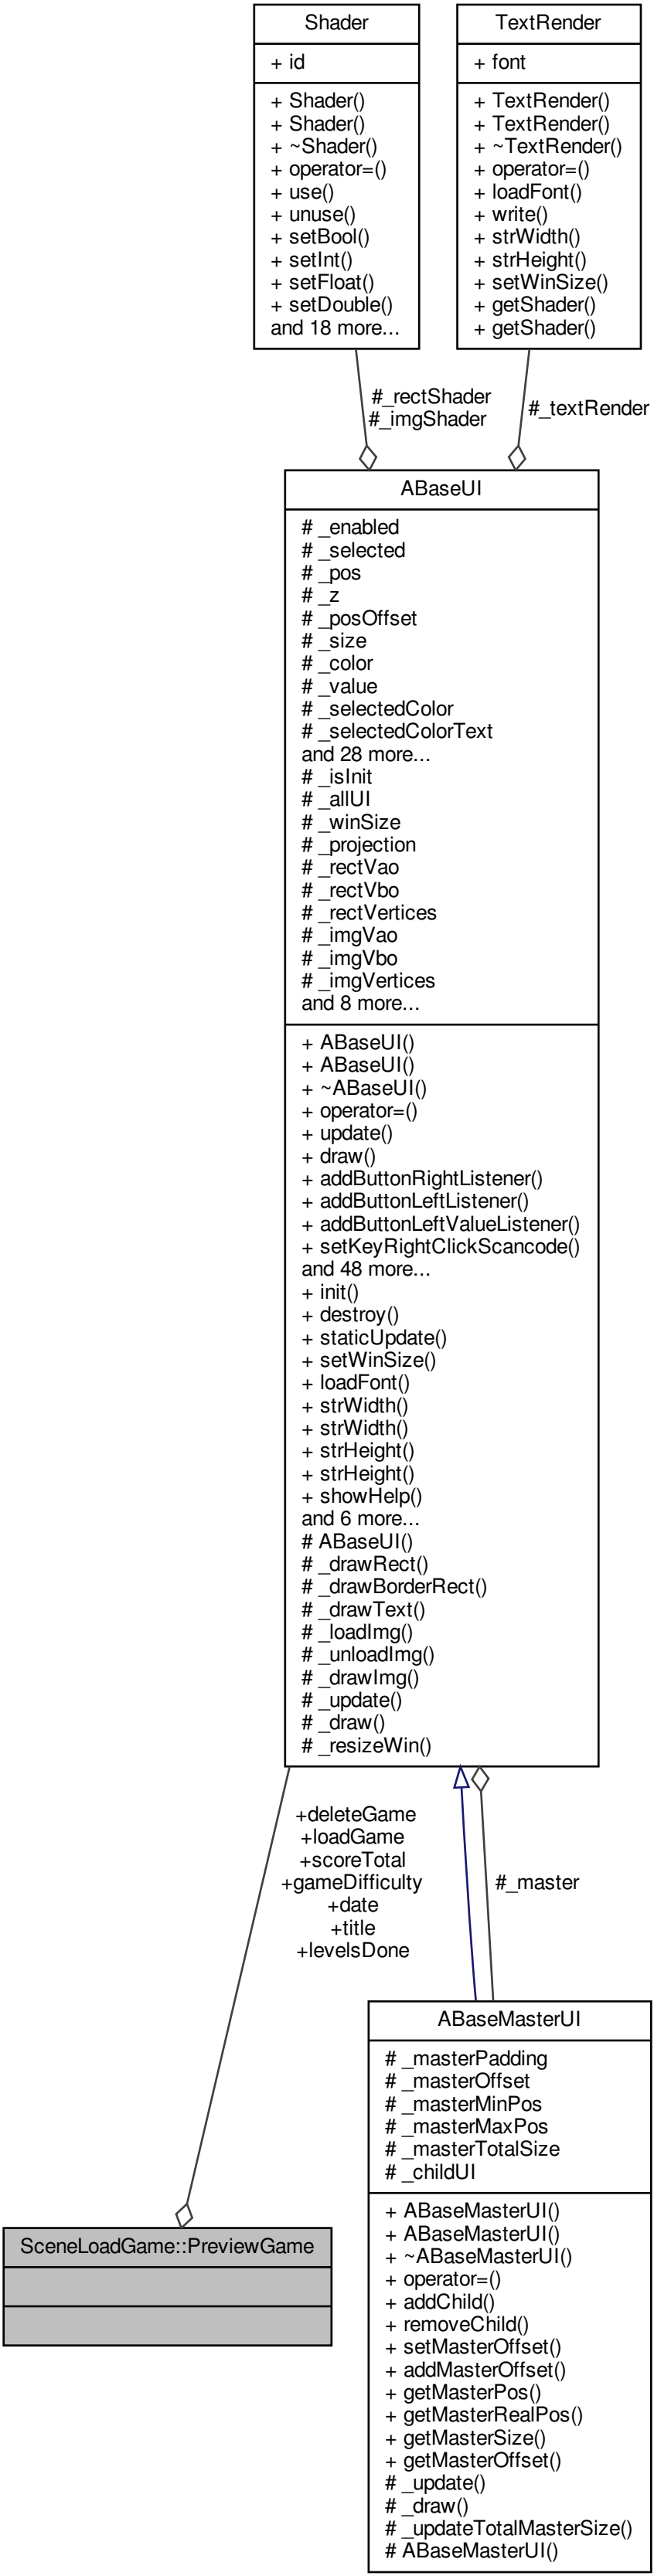 Shader
+ id
+ Shader()
+ Shader()
+ ~Shader()
+ operator=()
+ use()
+ unuse()
+ setBool()
+ setInt()
+ setFloat()
+ setDouble()
and 18 more...
TextRender
+ font
+ TextRender()
+ TextRender()
+ ~TextRender()
+ operator=()
+ loadFont()
+ write()
+ strWidth()
+ strHeight()
+ setWinSize()
+ getShader()
+ getShader()
#_rectShader
#_imgShader
#_textRender
ABaseUI
# _enabled
# _selected
# _pos
# _z
# _posOffset
# _size
# _color
# _value
# _selectedColor
# _selectedColorText
and 28 more...
# _isInit
# _allUI
# _winSize
# _projection
# _rectVao
# _rectVbo
# _rectVertices
# _imgVao
# _imgVbo
# _imgVertices
and 8 more...
+ ABaseUI()
+ ABaseUI()
+ ~ABaseUI()
+ operator=()
+ update()
+ draw()
+ addButtonRightListener()
+ addButtonLeftListener()
+ addButtonLeftValueListener()
+ setKeyRightClickScancode()
and 48 more...
+ init()
+ destroy()
+ staticUpdate()
+ setWinSize()
+ loadFont()
+ strWidth()
+ strWidth()
+ strHeight()
+ strHeight()
+ showHelp()
and 6 more...
# ABaseUI()
# _drawRect()
# _drawBorderRect()
# _drawText()
# _loadImg()
# _unloadImg()
# _drawImg()
# _update()
# _draw()
# _resizeWin()
+deleteGame
+loadGame
+scoreTotal
+gameDifficulty
+date
+title
+levelsDone
#_master
ABaseMasterUI
# _masterPadding
# _masterOffset
# _masterMinPos
# _masterMaxPos
# _masterTotalSize
# _childUI
+ ABaseMasterUI()
+ ABaseMasterUI()
+ ~ABaseMasterUI()
+ operator=()
+ addChild()
+ removeChild()
+ setMasterOffset()
+ addMasterOffset()
+ getMasterPos()
+ getMasterRealPos()
+ getMasterSize()
+ getMasterOffset()
# _update()
# _draw()
# _updateTotalMasterSize()
# ABaseMasterUI()
SceneLoadGame::PreviewGame